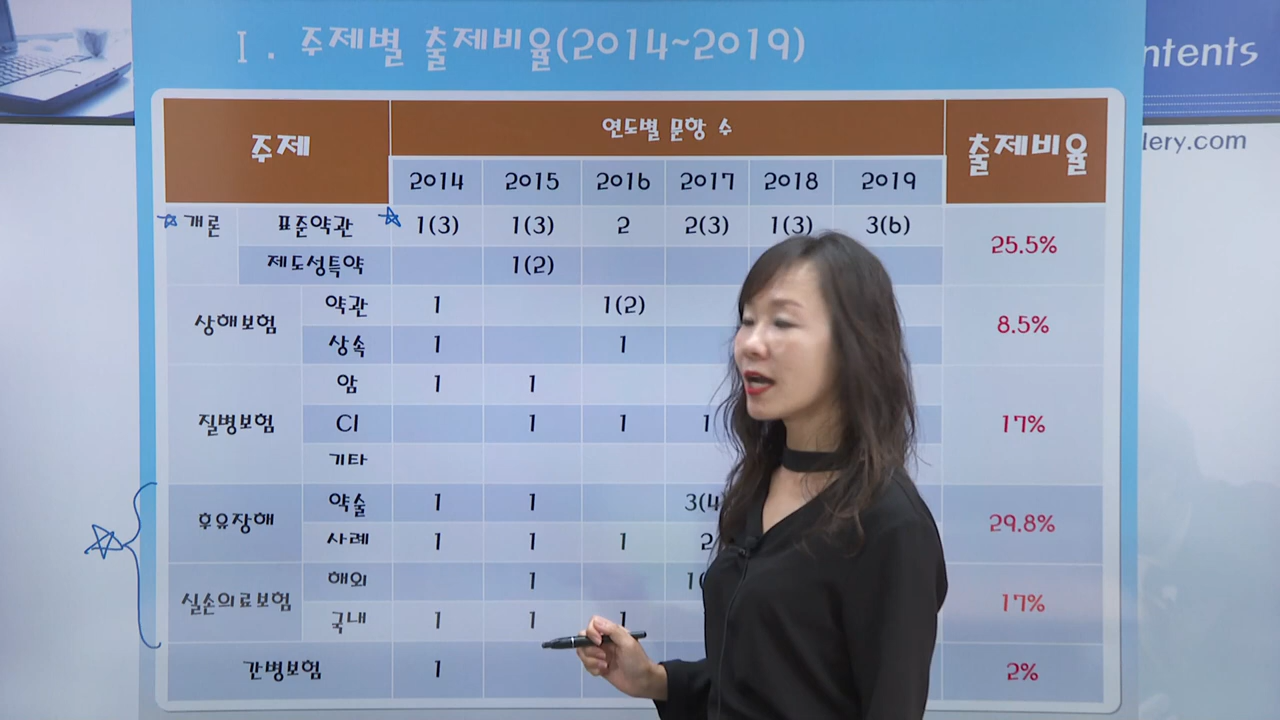 Ⅰ. 주제별 출제비율(2014~2019)
ntents
lery.com
주제 연도별 문항 수 출제비율
2014 2015 2016 2017 2018 2019
개론 표준약관 1(3) 1(3) 2 2(3) 1(3) 3(6) 25.5%
제도성특약 1(2)
상해보험 약관 1 1(2) 8.5%
상속 1 1
질병보험 암 1 1 17%
CI 1 1 1
기타
후유장해 약술 1 1 3(4 29.8%
사례 1 1 1 2
실손의료보험 해외 1 1( 17%
국내 1 1 1
간병보험 1 2%